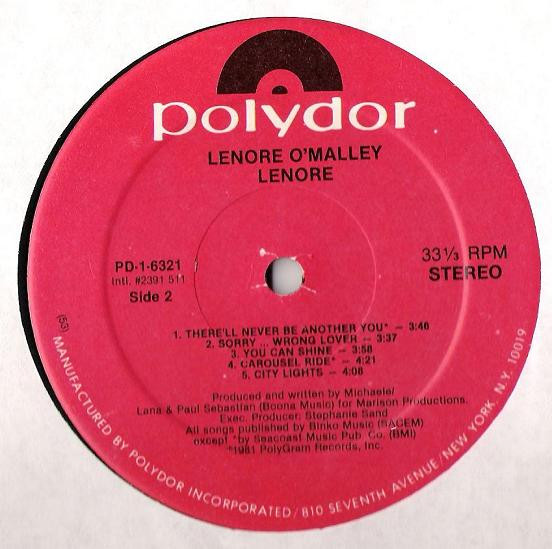 polydor
LENORE O'MALLEY
LENORE
PD-1-6321
Intl. #2391 511
Side 2
33⅓ RPM
STEREO
1. THERE'LL NEVER BE ANOTHER YOU* — 3:46
2. SORRY ... WRONG LOVER — 3:37
3. YOU CAN SHINE — 3:58
4. CAROUSEL RIDE* — 4:21
5. CITY LIGHTS — 4:08
Produced and written by Michaele/
Lana & Paul Sebastian (Boona Music) for Marlson Productions.
Exec. Producer: Stephanie Sand
All songs published by Binko Music (SACEM)
except *by Seacoast Music Pub. Co. (BMI)
℗1981 PolyGram Records, Inc.
(53)
MANUFACTURED BY POLYDOR INCORPORATED / 810 SEVENTH AVENUE / NEW YORK, N.Y. 10019